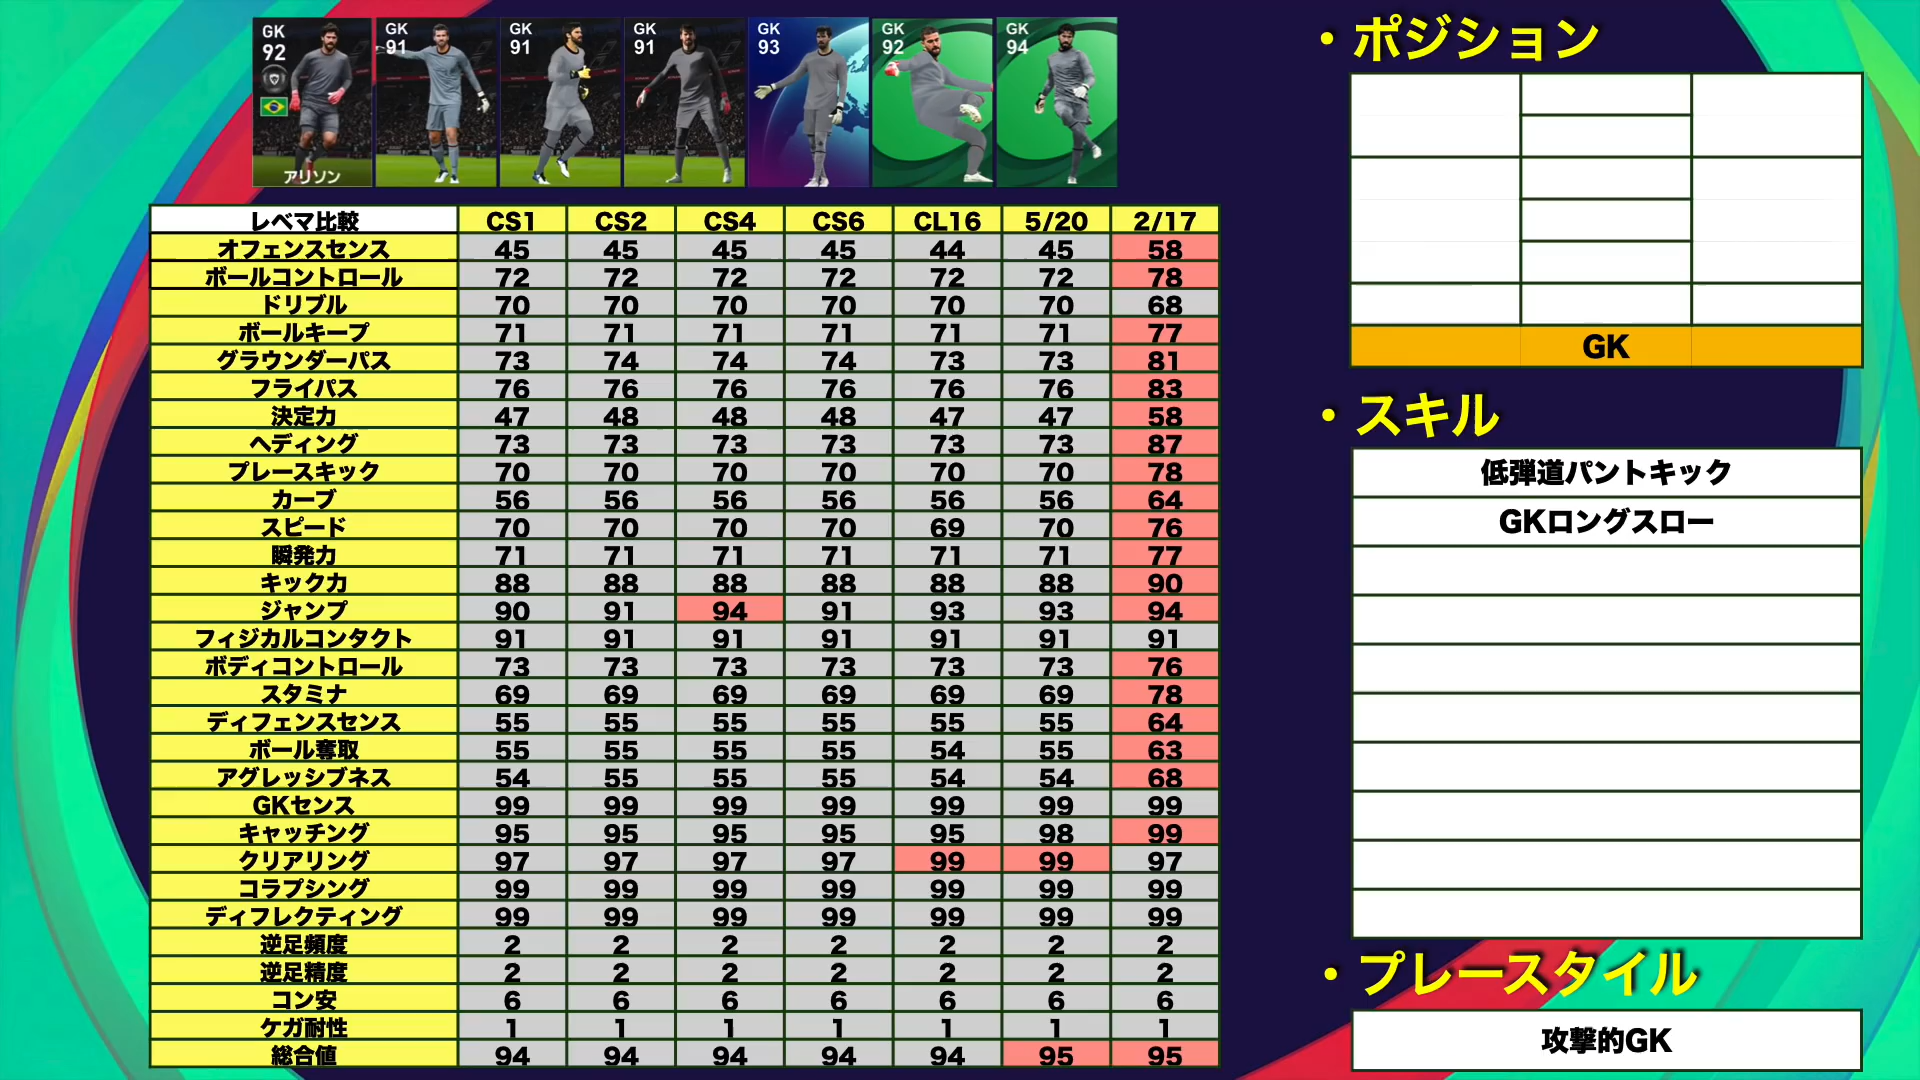 GK 92 アリソン
GK 91
GK 91
GK 91
GK 93
GK 92
GK 94
レベマ比較 CS1 CS2 CS4 CS6 CL16 5/20 2/17
オフェンスセンス 45 45 45 45 44 45 58
ボールコントロール 72 72 72 72 72 72 78
ドリブル 70 70 70 70 70 70 68
ボールキープ 71 71 71 71 71 71 77
グラウンダーパス 73 74 74 74 73 73 81
フライパス 76 76 76 76 76 76 83
決定力 47 48 48 48 47 47 58
ヘディング 73 73 73 73 73 73 87
プレースキック 70 70 70 70 70 70 78
カーブ 56 56 56 56 56 56 64
スピード 70 70 70 70 69 70 76
瞬発力 71 71 71 71 71 71 77
キック力 88 88 88 88 88 88 90
ジャンプ 90 91 94 91 93 93 94
フィジカルコンタクト 91 91 91 91 91 91 91
ボディコントロール 73 73 73 73 73 73 76
スタミナ 69 69 69 69 69 69 78
ディフェンスセンス 55 55 55 55 55 55 64
ボール奪取 55 55 55 55 54 55 63
アグレッシブネス 54 55 55 55 54 54 68
GKセンス 99 99 99 99 99 99 99
キャッチング 95 95 95 95 95 98 99
クリアリング 97 97 97 97 99 99 97
コラプシング 99 99 99 99 99 99 99
ディフレクティング 99 99 99 99 99 99 99
逆足頻度 2 2 2 2 2 2 2
逆足精度 2 2 2 2 2 2 2
コン安 6 6 6 6 6 6 6
ケガ耐性 1 1 1 1 1 1 1
総合値 94 94 94 94 94 95 95
・ポジション
GK
・スキル
低弾道パントキック
GKロングスロー
・プレースタイル
攻撃的GK